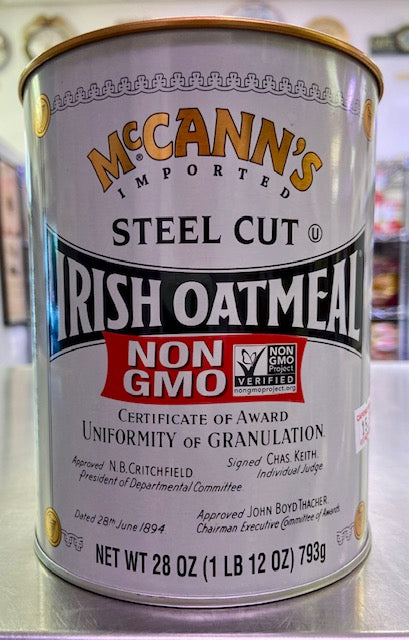 McCANN'S
®
IMPORTED
STEEL CUT Ⓤ
IRISH OATMEAL
NON
GMO
NON
GMO
Project
VERIFIED
nongmoproject.org
CERTIFICATE OF AWARD
UNIFORMITY OF GRANULATION.
Approved N.B.CRITCHFIELD
President of Departmental Committee
Signed CHAS. KEITH.
Individual Judge
Dated 28th June 1894
Approved JOHN BOYD THACHER.
Chairman Executive Committee of Awards.
NET WT 28 OZ (1 LB 12 OZ) 793g